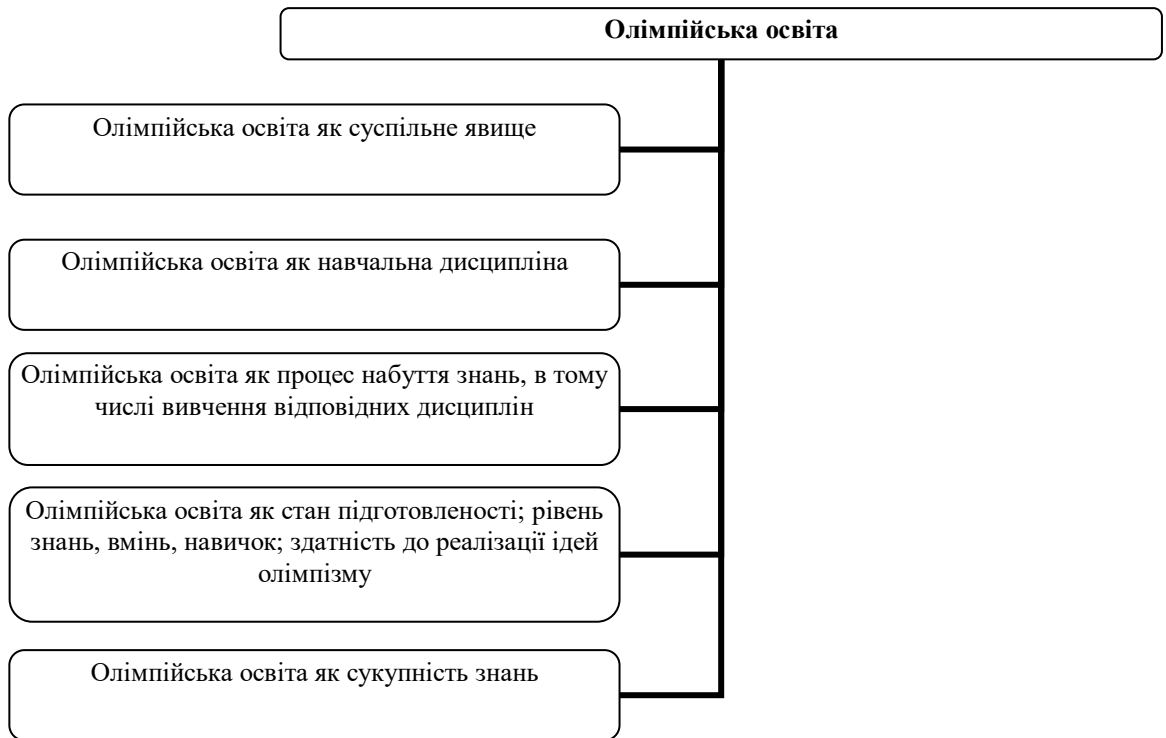 Олімпійська освіта
Олімпійська освіта як суспільне явище
Олімпійська освіта як навчальна дисципліна
Олімпійська освіта як процес набуття знань, в тому
числі вивчення відповідних дисциплін
Олімпійська освіта як стан підготовленості; рівень
знань, вмінь, навичок; здатність до реалізації ідей
олімпізму
Олімпійська освіта як сукупність знань